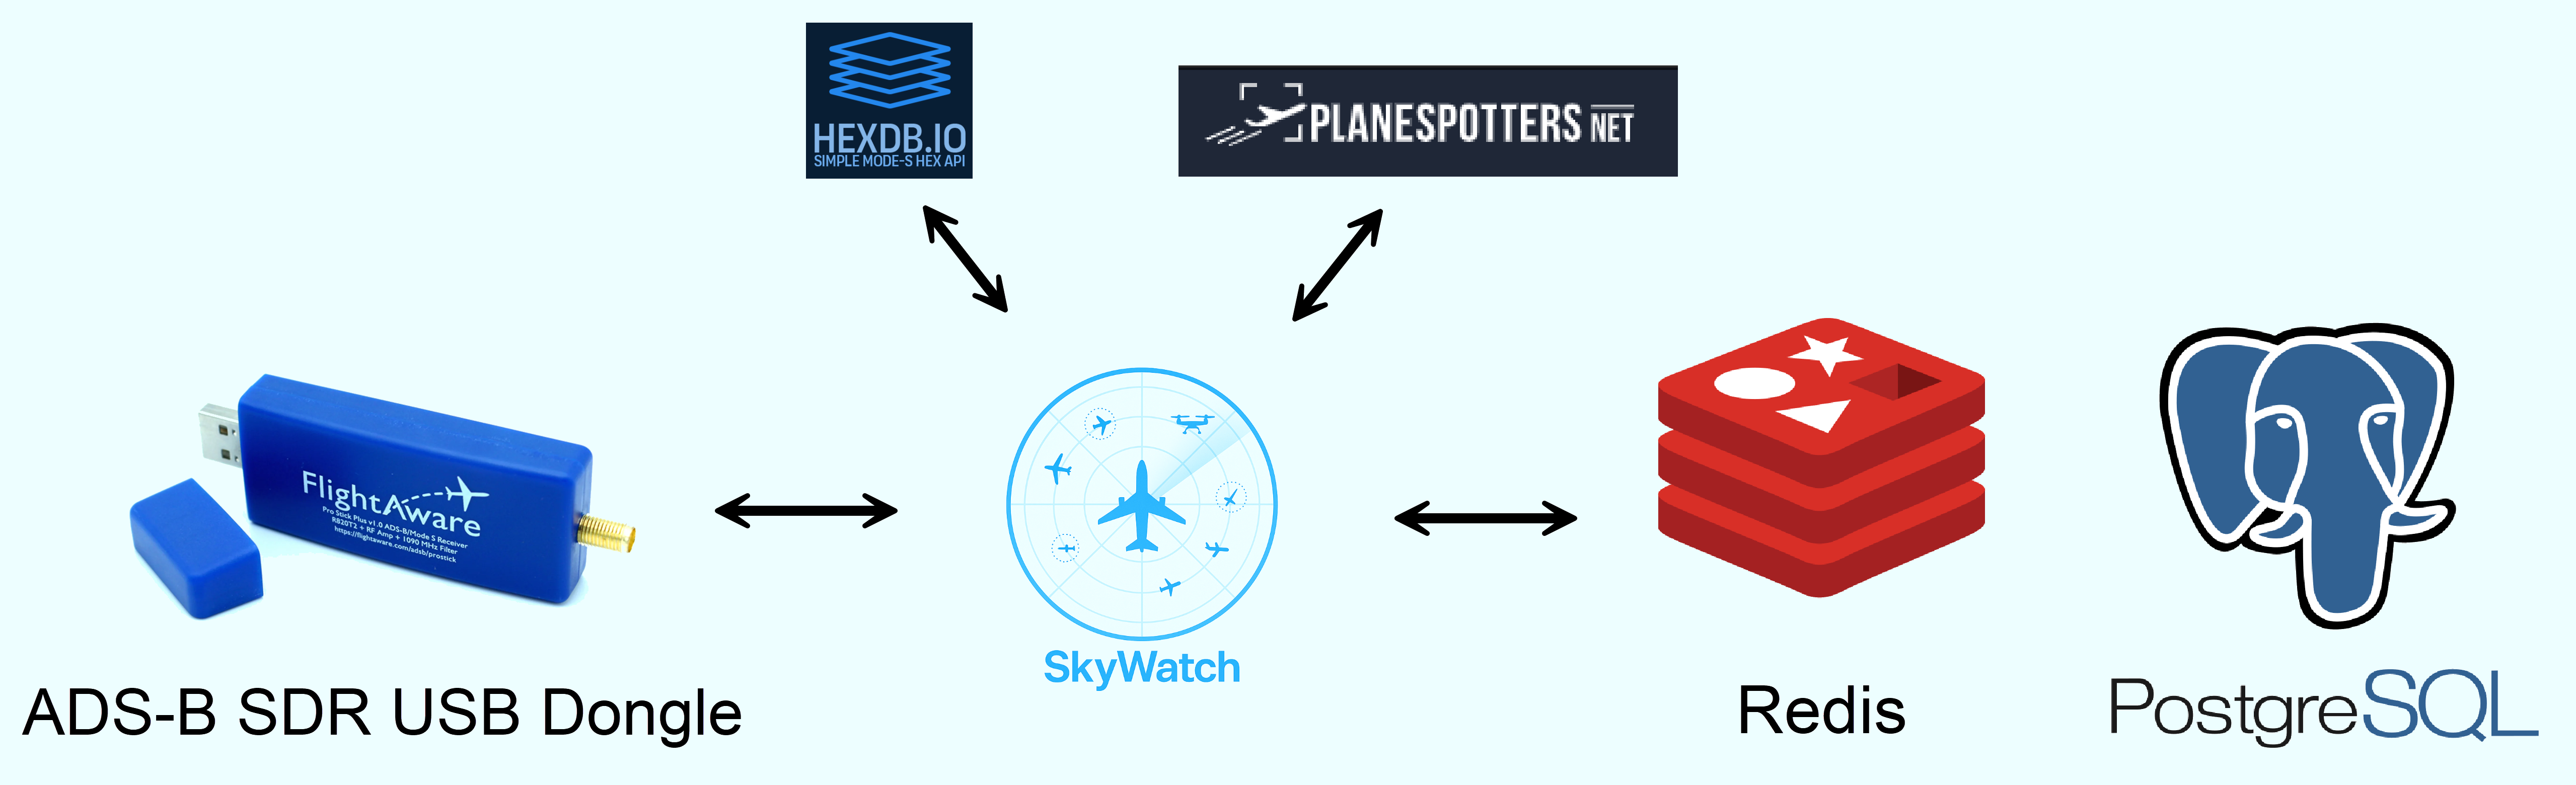 HEXDB.IO
SIMPLE MODE-S HEX API
PLANESPOTTERS NET
FlightAware
Pro Stick Plus v1.0 ADS-B/Mode S Receiver
R820T2 + RF Amp + 1090 MHz Filter
https://flightaware.com/adsb/prostick
SkyWatch
ADS-B SDR USB Dongle
Redis
PostgreSQL